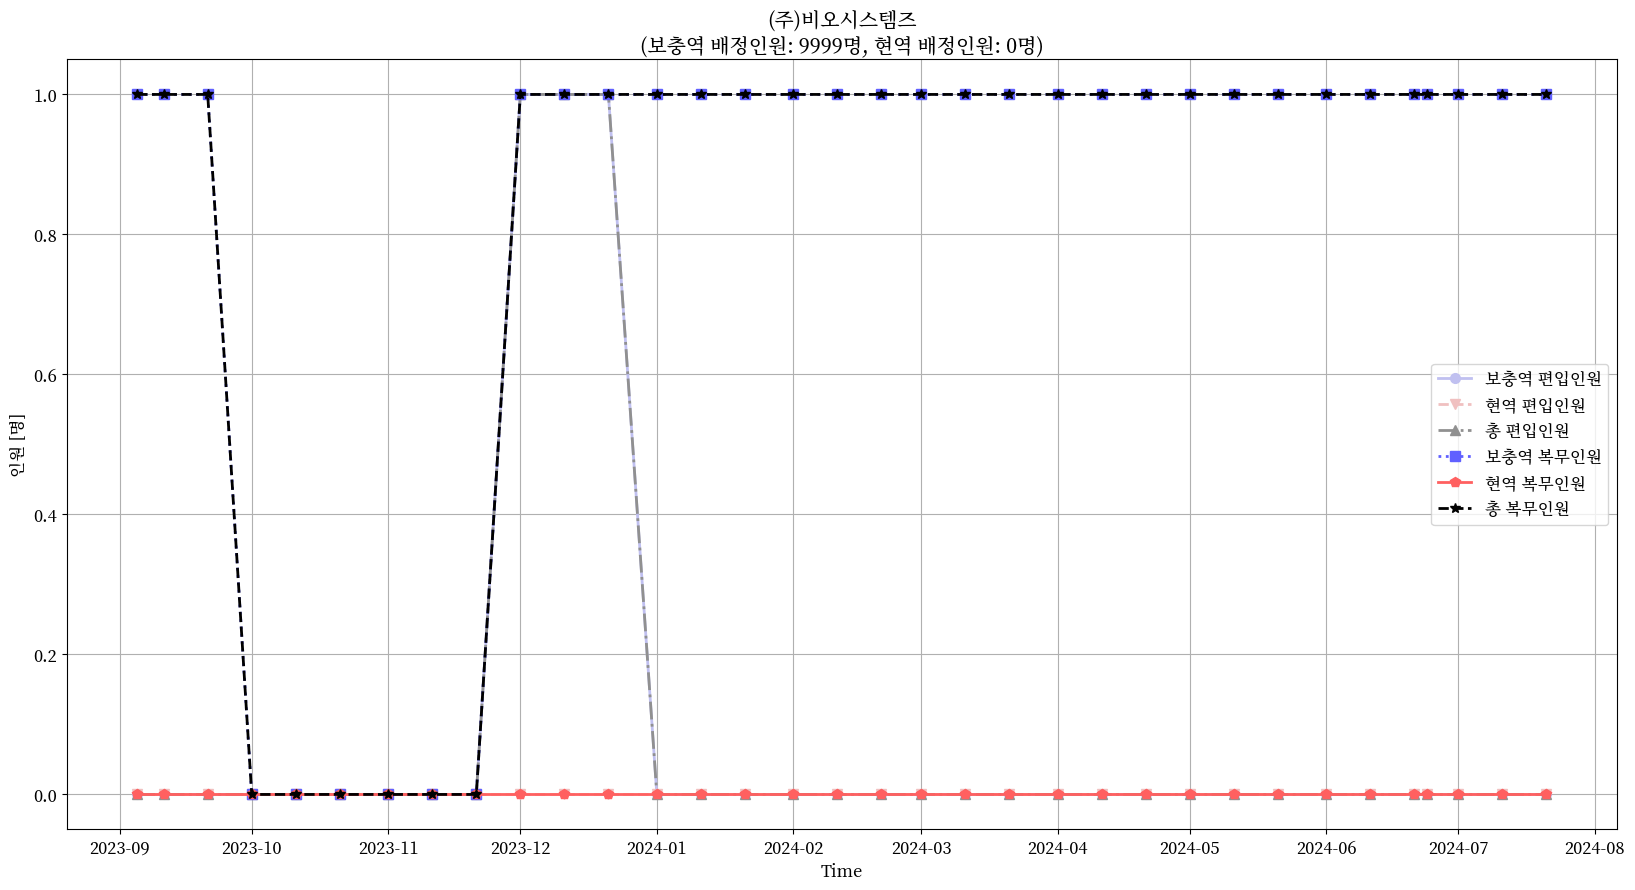 (주)비오시스템즈
(보충역 배정인원: 9999명, 현역 배정인원: 0명)
인원 [명]
1.0
0.8
0.6
0.4
0.2
0.0
보충역 편입인원
현역 편입인원
총 편입인원
보충역 복무인원
현역 복무인원
총 복무인원
2023-09 2023-10 2023-11 2023-12 2024-01 2024-02 2024-03 2024-04 2024-05 2024-06 2024-07 2024-08
Time